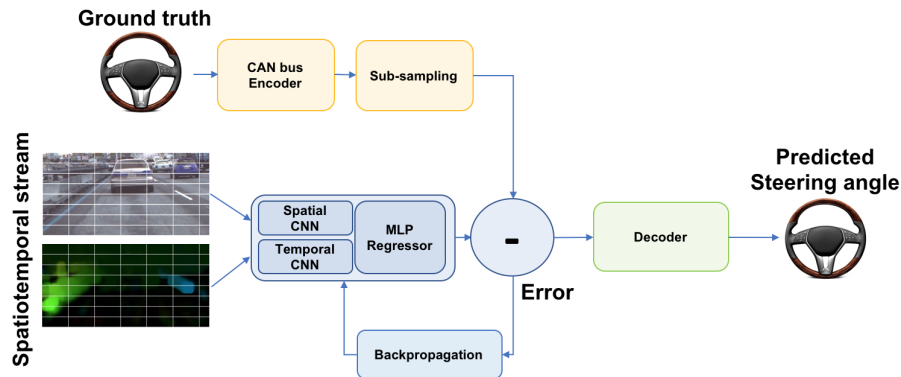 Ground truth
CAN bus
Encoder
Sub-sampling
Spatiotemporal stream
Spatial
CNN
Temporal
CNN
MLP
Regressor
-
Error
Backpropagation
Decoder
Predicted
Steering angle